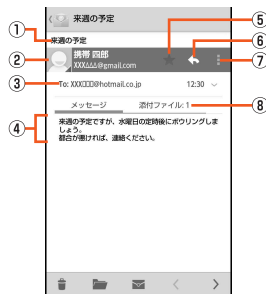 来週の予定
① 来週の予定
② 携帯 四郎
XXX△△△@gmail.com
③ To: XXX□□□@hotmail.co.jp 12:30
メッセージ 添付ファイル: 1
④ 来週の予定ですが、水曜日の定時後にボウリングしま
しょう。
都合が悪ければ、連絡ください。
⑤
⑥
⑦
⑧